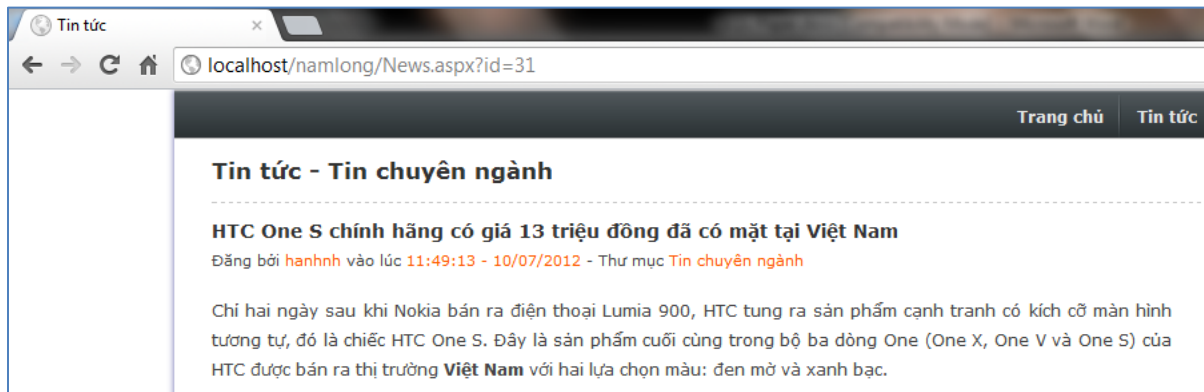 Tin tức
localhost/namlong/News.aspx?id=31
Trang chủ Tin tức
Tin tức - Tin chuyên ngành
HTC One S chính hãng có giá 13 triệu đồng đã có mặt tại Việt Nam
Đăng bởi hanhnh vào lúc 11:49:13 - 10/07/2012 - Thư mục Tin chuyên ngành
Chỉ hai ngày sau khi Nokia bán ra điện thoại Lumia 900, HTC tung ra sản phẩm cạnh tranh có kích cỡ màn hình
tương tự, đó là chiếc HTC One S. Đây là sản phẩm cuối cùng trong bộ ba dòng One (One X, One V và One S) của
HTC được bán ra thị trường Việt Nam với hai lựa chọn màu: đen mờ và xanh bạc.